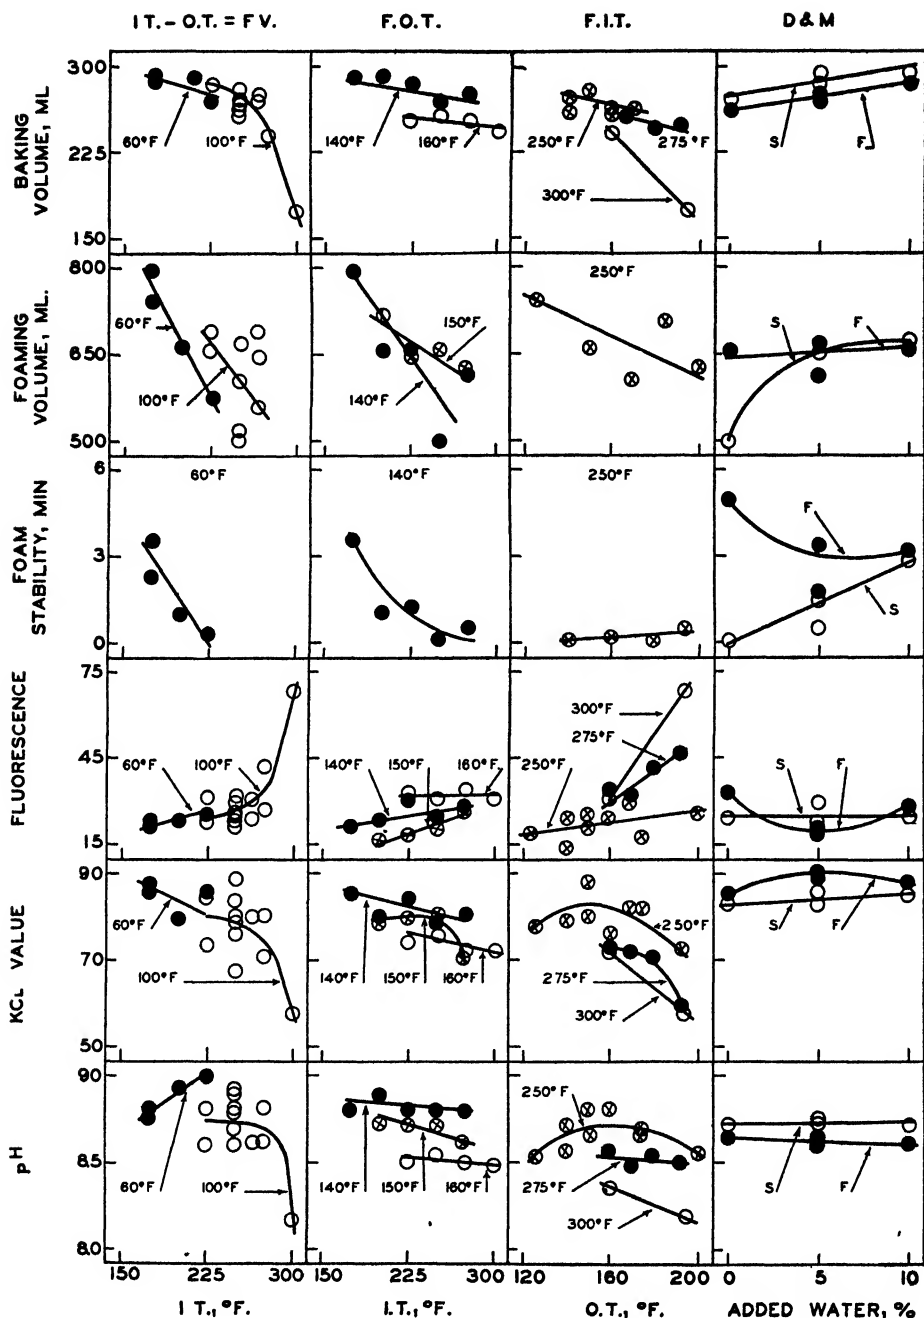 I T. - O.T. = F V. F.O.T. F.I.T. D & M
BAKING VOLUME, ML
300
225
150
60°F 100°F
140°F 160°F
250°F 275°F
300°F
S F
FOAMING VOLUME, ML.
800
650
500
60°F
100°F
150°F
140°F
250°F
S F
FOAM STABILITY, MIN
6
3
0
60°F
140°F
250°F
F
S
FLUORESCENCE
75
45
15
60°F 100°F
140°F 150°F 160°F
300°F
275°F
250°F
S F
KCL VALUE
90
70
50
60°F
100°F
140°F 150°F 160°F
250°F
275°F
300°F
S F
PH
90
8.5
8.0
60°F 100°F
140°F 150°F 160°F
250°F
275°F
300°F
S F
150 225 300 150 225 300 120 160 200 0 5 10
I T., °F. I.T., °F. O.T., °F. ADDED WATER, %